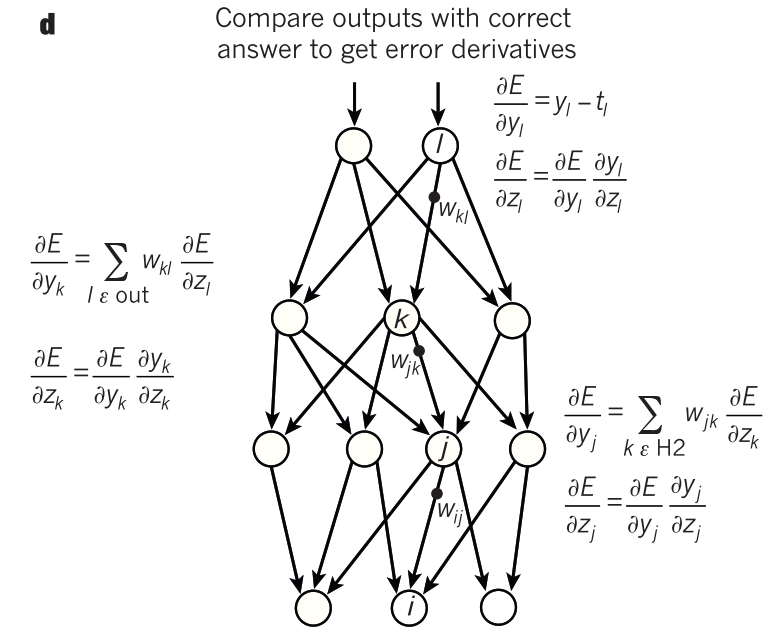 d
Compare outputs with correct
answer to get error derivatives
∂E/∂y_l = y_l − t_l
l
∂E/∂z_l = ∂E/∂y_l ∂y_l/∂z_l
w_kl
∂E/∂y_k = Σ_{l ε out} w_kl ∂E/∂z_l
k
∂E/∂z_k = ∂E/∂y_k ∂y_k/∂z_k
w_jk
∂E/∂y_j = Σ_{k ε H2} w_jk ∂E/∂z_k
j
∂E/∂z_j = ∂E/∂y_j ∂y_j/∂z_j
w_ij
i